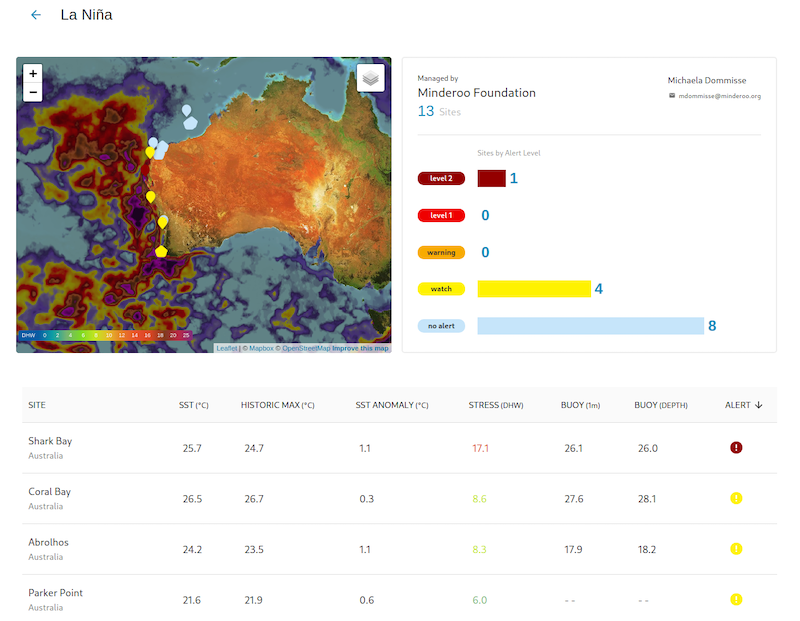 La Niña
+
−
DHW 0 2 4 6 8 10 12 14 16 18 20 25
Leaflet | © Mapbox © OpenStreetMap Improve this map
Managed by
Minderoo Foundation
13 Sites
Michaela Dommisse
mdommisse@minderoo.org
Sites by Alert Level
level 2 1
level 1 0
warning 0
watch 4
no alert 8
SITE SST (°C) HISTORIC MAX (°C) SST ANOMALY (°C) STRESS (DHW) BUOY (1m) BUOY (DEPTH) ALERT
Shark Bay
Australia
25.7 24.7 1.1 17.1 26.1 26.0
Coral Bay
Australia
26.5 26.7 0.3 8.6 27.6 28.1
Abrolhos
Australia
24.2 23.5 1.1 8.3 17.9 18.2
Parker Point
Australia
21.6 21.9 0.6 6.0 -- --